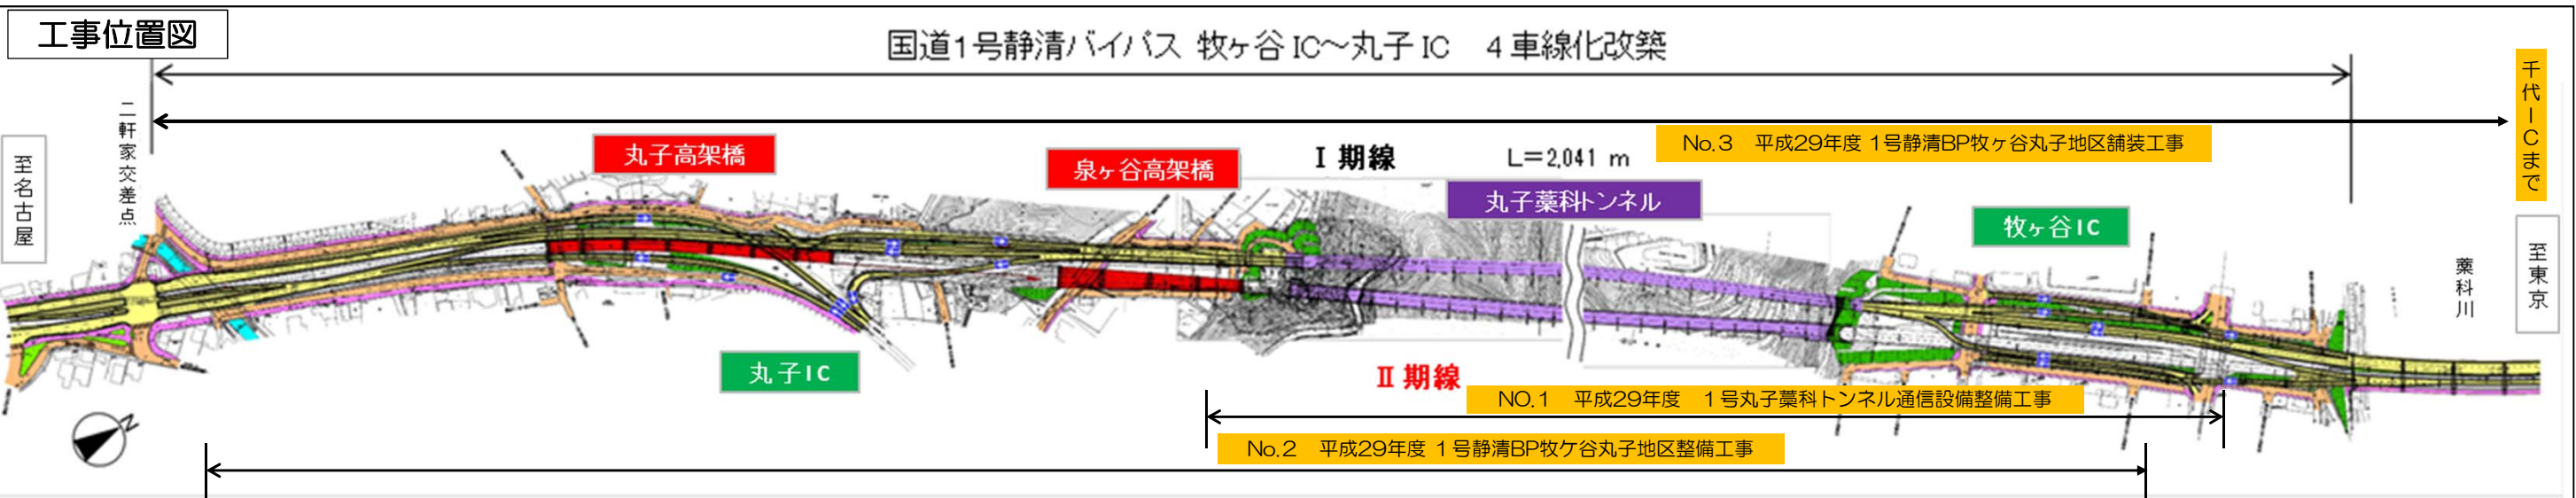 工事位置図
国道1号静清バイパス 牧ヶ谷IC～丸子IC 4車線化改築
千代ICまで
二軒家交差点
至名古屋
丸子高架橋
泉ヶ谷高架橋
Ⅰ期線
L=2,041 m
No.3 平成29年度 1号静清BP牧ヶ谷丸子地区舗装工事
丸子藁科トンネル
牧ヶ谷IC
藁科川
至東京
丸子IC
Ⅱ期線
NO.1 平成29年度 1号丸子藁科トンネル通信設備整備工事
No.2 平成29年度 1号静清BP牧ケ谷丸子地区整備工事
N